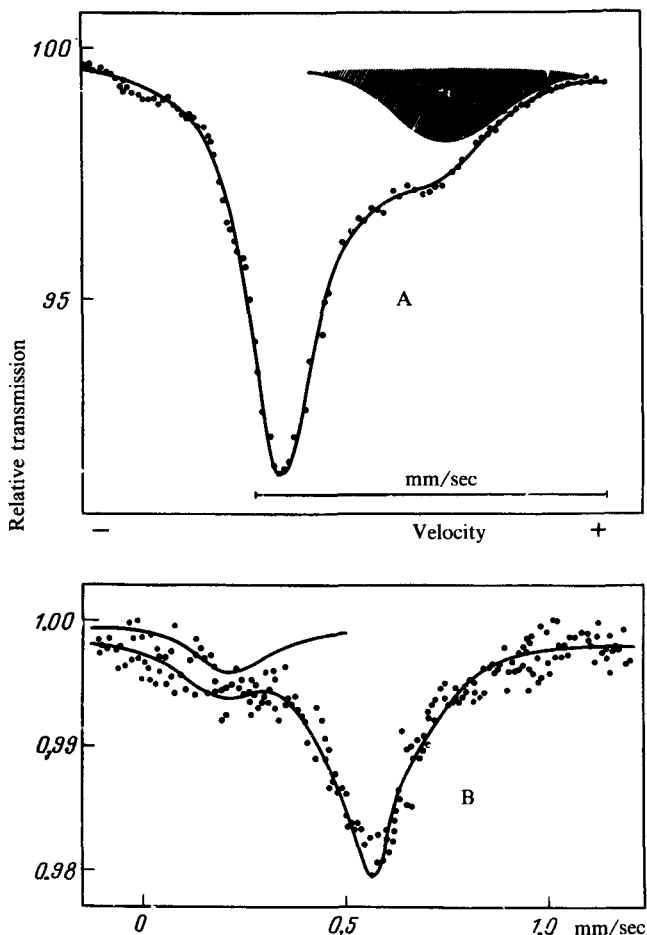 100
95
A
Relative transmission
mm/sec
− Velocity +
1,00
0,99
0,98
B
0 0,5 1,0 mm/sec